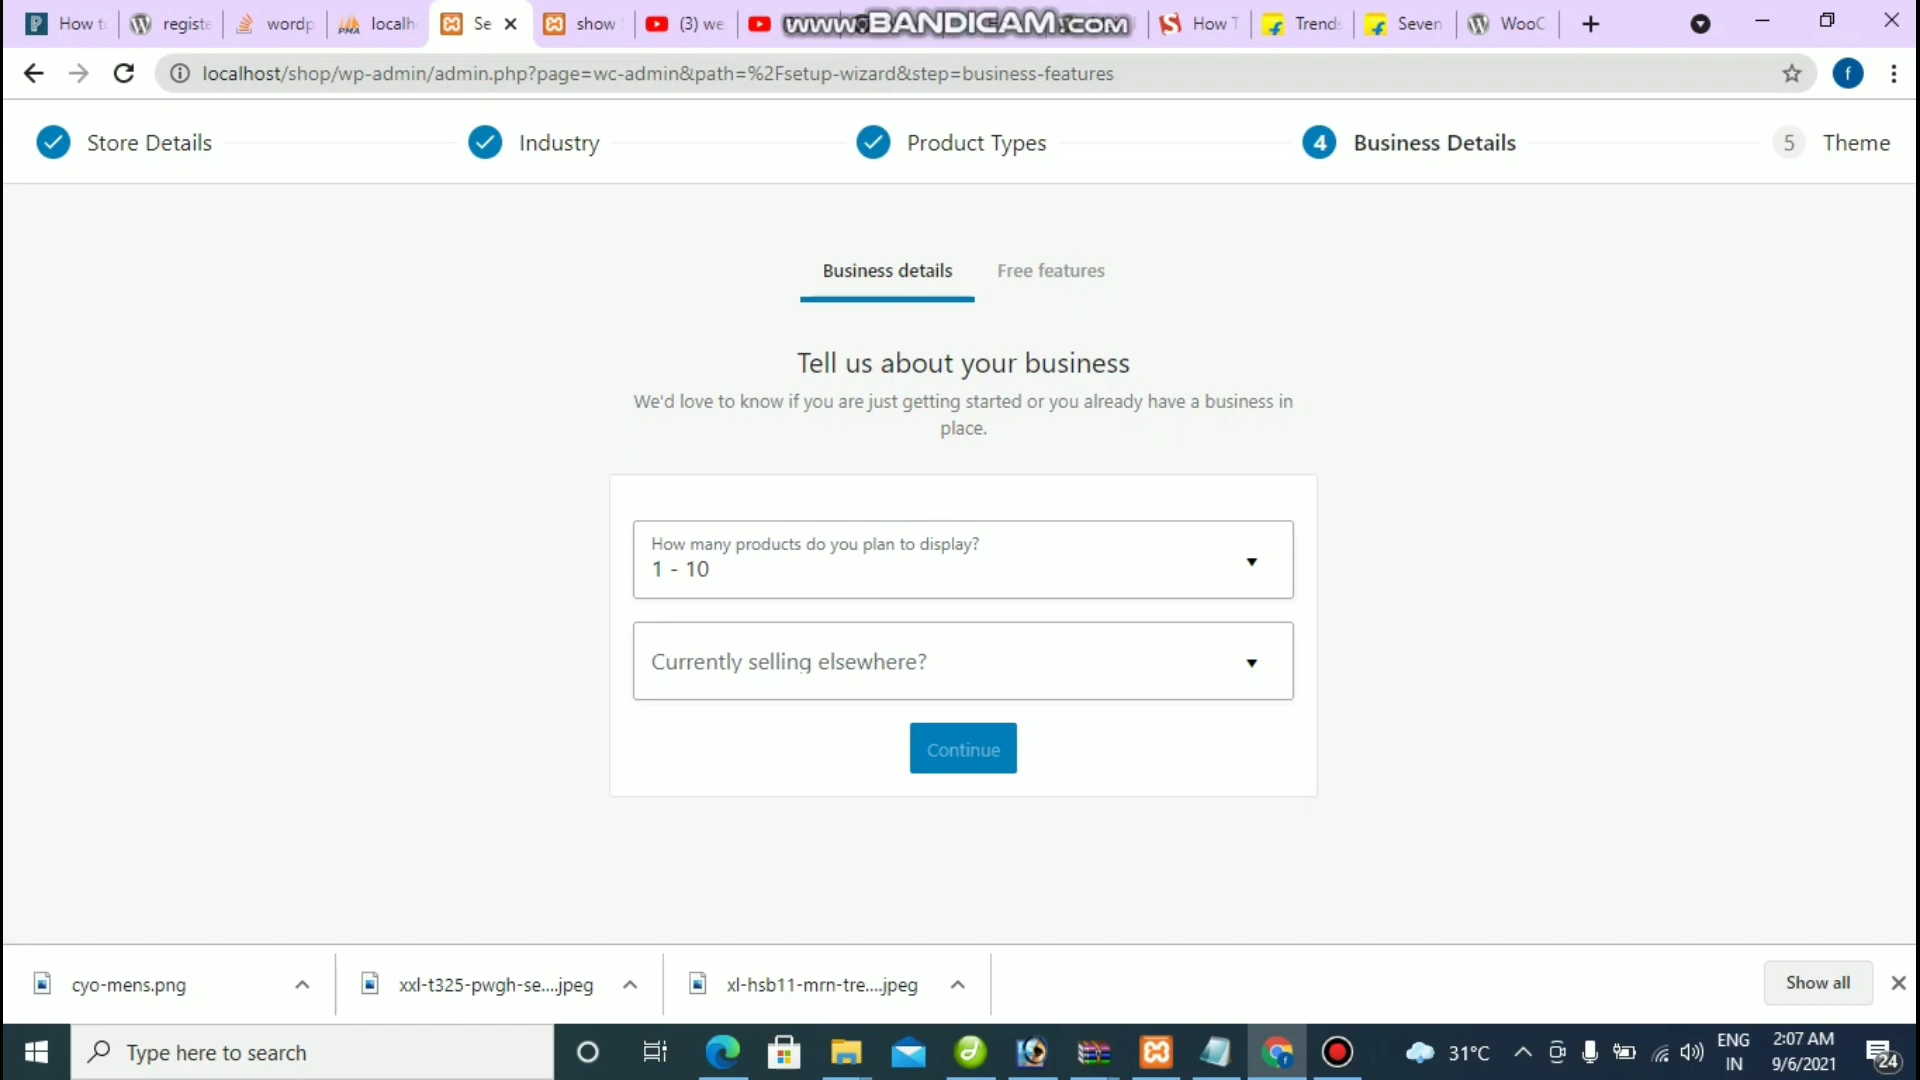 How t
registe
wordp
localh
Se
show
(3) we
www.BANDICAM.com
How T
Trend
Seven
WooC
localhost/shop/wp-admin/admin.php?page=wc-admin&path=%2Fsetup-wizard&step=business-features
f
Store Details
Industry
Product Types
4 Business Details
5 Theme
Business details
Free features
Tell us about your business
We'd love to know if you are just getting started or you already have a business in
place.
How many products do you plan to display?
1 - 10
Currently selling elsewhere?
Continue
cyo-mens.png
xxl-t325-pwgh-se....jpeg
xl-hsb11-mrn-tre....jpeg
Show all
Type here to search
31°C
ENG
IN
2:07 AM
9/6/2021
24